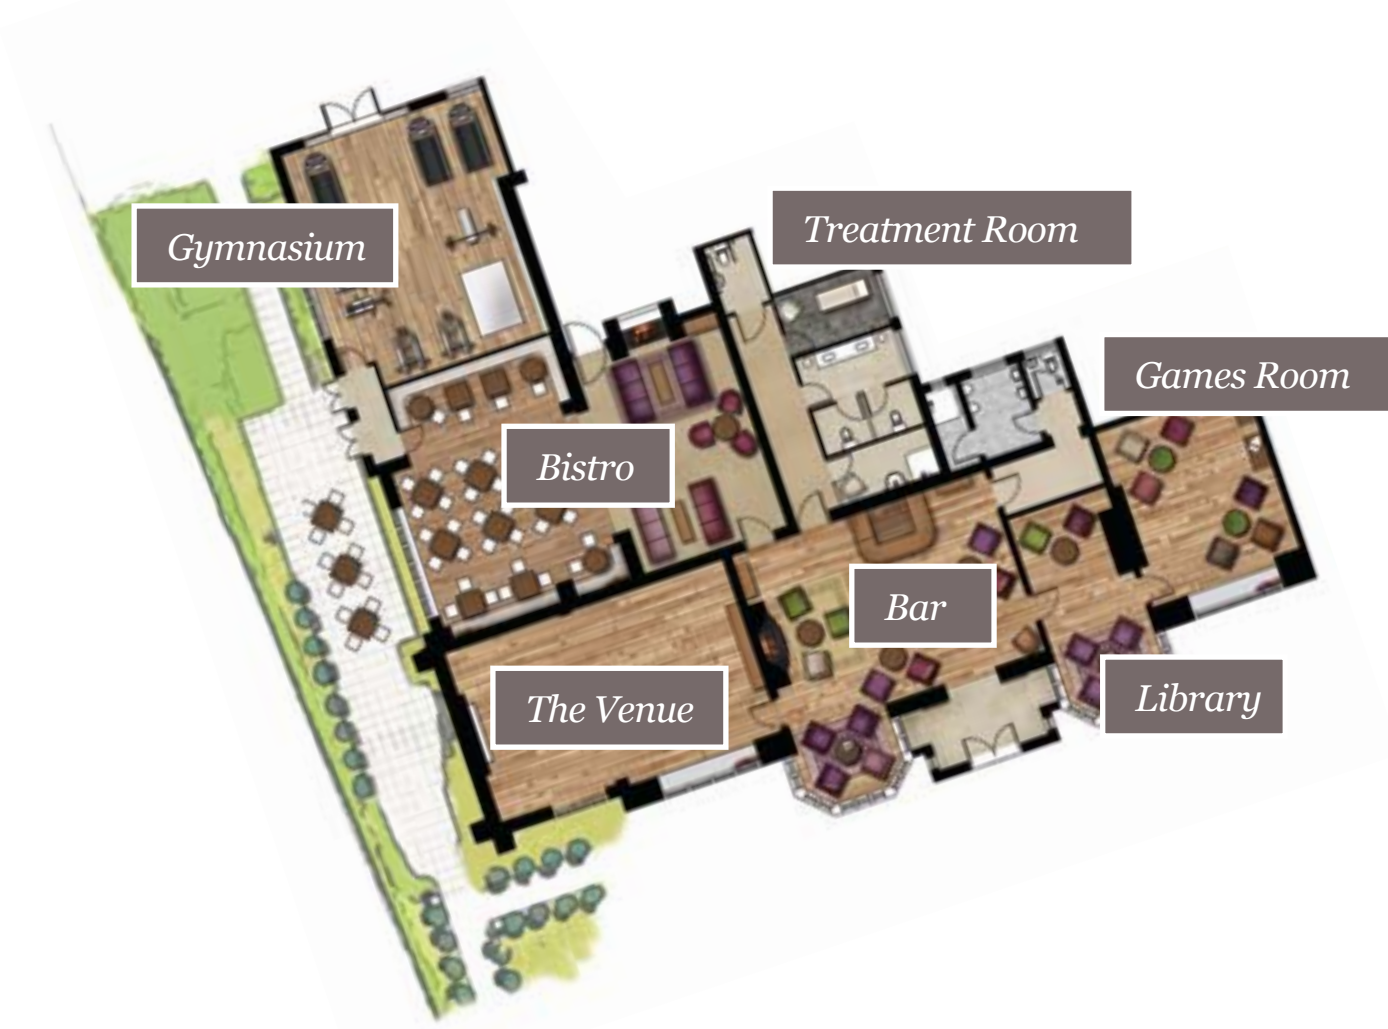 Treatment Room
Gymnasium
Games Room
Bistro
Bar
Library
The Venue